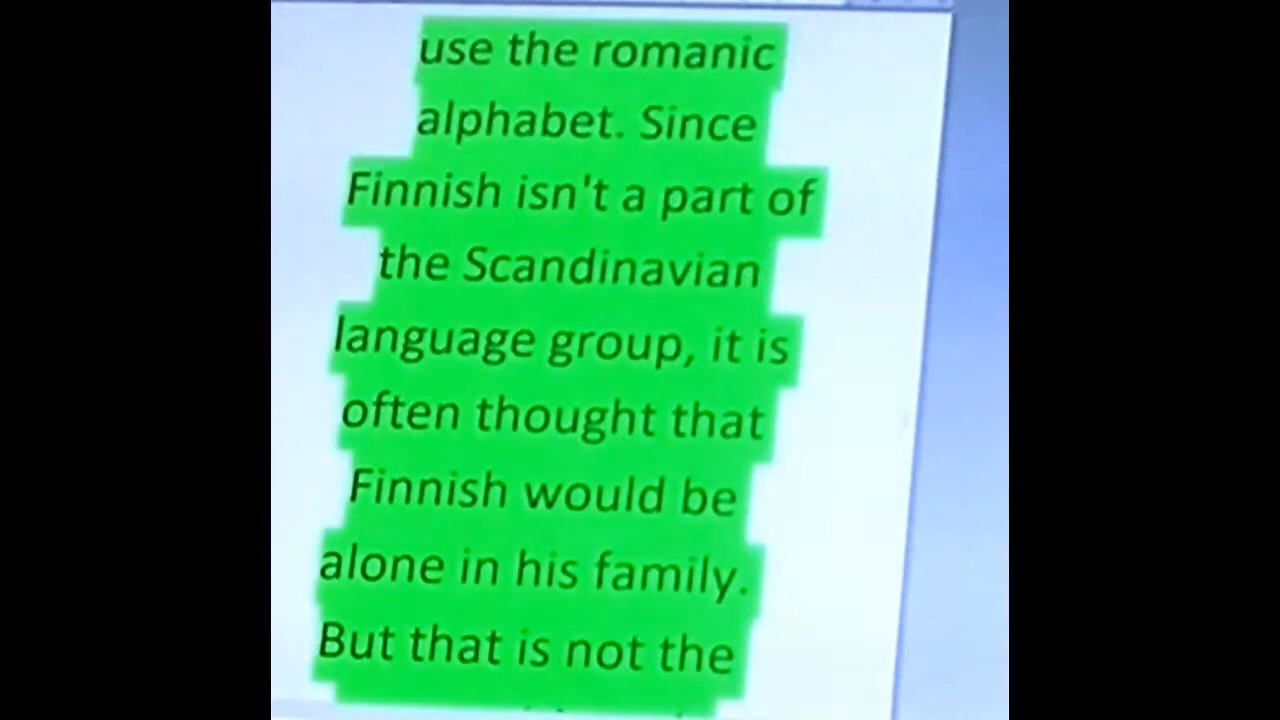 use the romanic
alphabet. Since
Finnish isn't a part of
the Scandinavian
language group, it is
often thought that
Finnish would be
alone in his family.
But that is not the